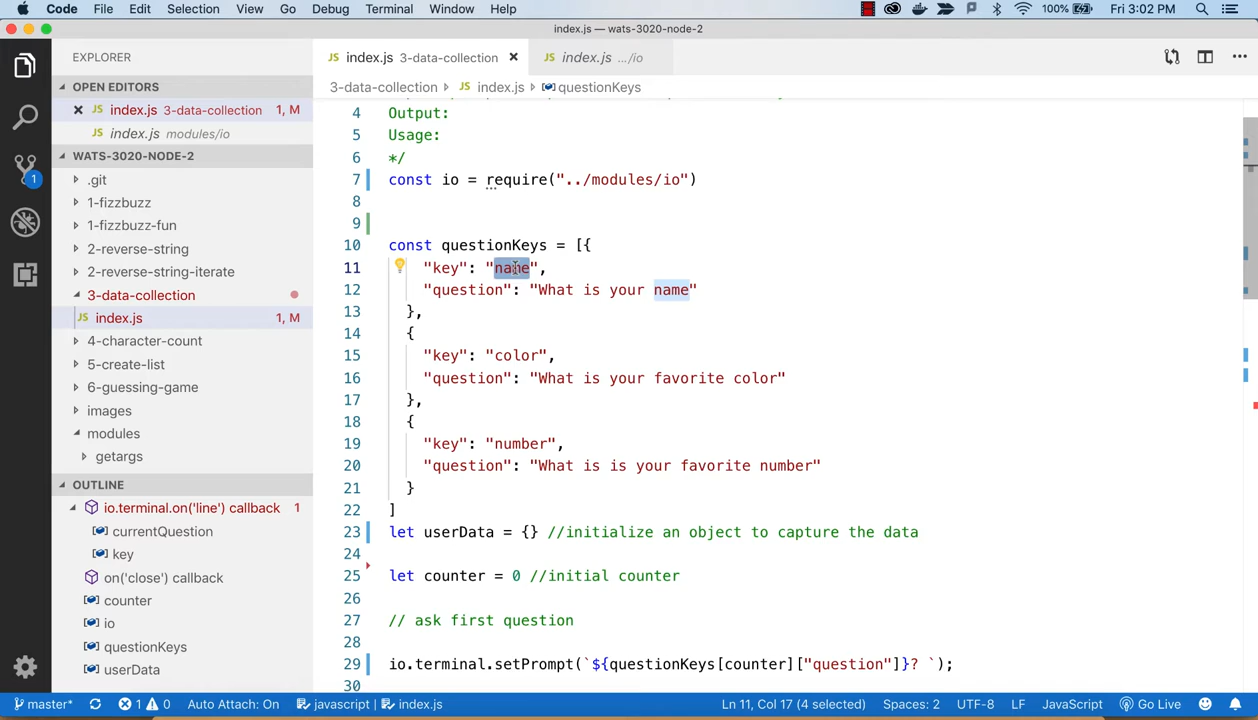 Code File Edit Selection View Go Debug Terminal Window Help 100% Fri 3:02 PM
index.js — wats-3020-node-2
EXPLORER
OPEN EDITORS
JS index.js 3-data-collection 1, M
JS index.js modules/io
WATS-3020-NODE-2
.git
1-fizzbuzz
1-fizzbuzz-fun
2-reverse-string
2-reverse-string-iterate
3-data-collection
JS index.js 1, M
4-character-count
5-create-list
6-guessing-game
images
modules
getargs
OUTLINE
io.terminal.on('line') callback 1
currentQuestion
key
on('close') callback
counter
io
questionKeys
userData
1
JS index.js 3-data-collection JS index.js .../io
3-data-collection JS index.js questionKeys
4 Output:
5 Usage:
6 */
7 const io = require("../modules/io")
8
9
10 const questionKeys = [{
11 "key": "name",
12 "question": "What is your name"
13 },
14 {
15 "key": "color",
16 "question": "What is your favorite color"
17 },
18 {
19 "key": "number",
20 "question": "What is is your favorite number"
21 }
22 ]
23 let userData = {} //initialize an object to capture the data
24
25 let counter = 0 //initial counter
26
27 // ask first question
28
29 io.terminal.setPrompt(`${questionKeys[counter]["question"]}? `);
30
master* 1 0 Auto Attach: On javascript | index.js Ln 11, Col 17 (4 selected) Spaces: 2 UTF-8 LF JavaScript Go Live